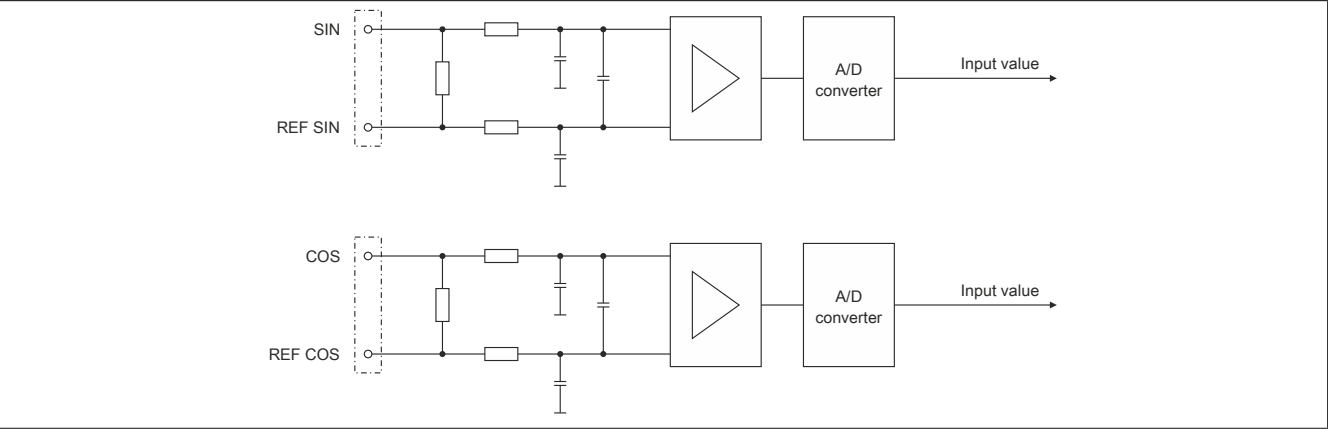 SIN
A/D
converter
Input value
REF SIN
COS
A/D
converter
Input value
REF COS